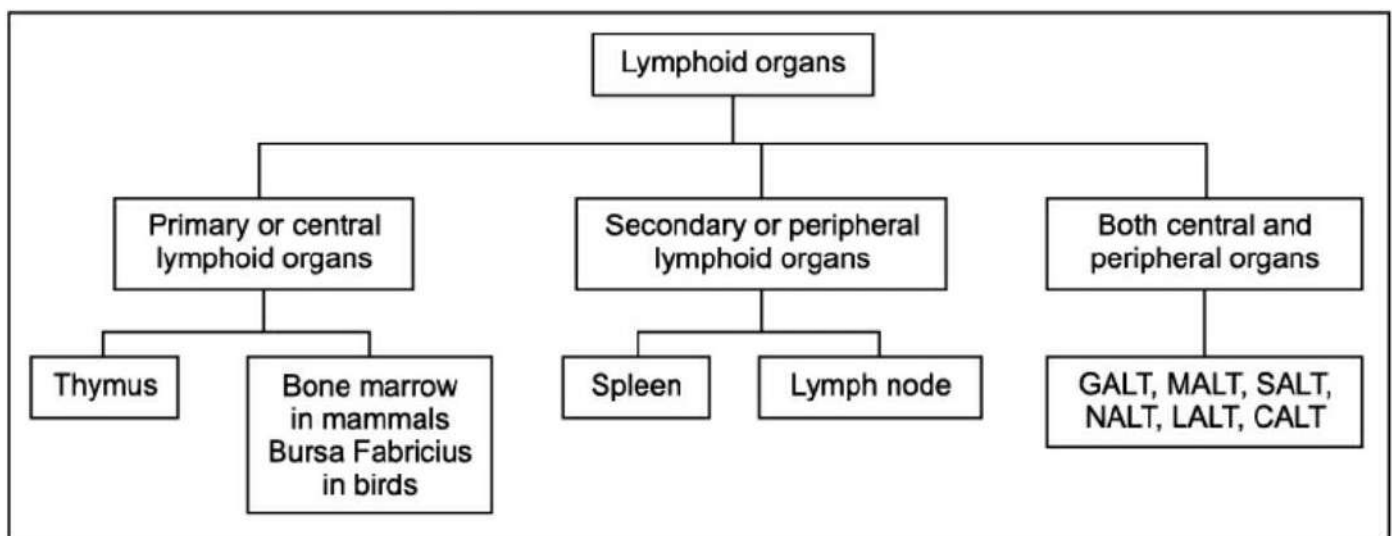 Lymphoid organs
Primary or central
lymphoid organs
Secondary or peripheral
lymphoid organs
Both central and
peripheral organs
Thymus
Bone marrow
in mammals
Bursa Fabricius
in birds
Spleen
Lymph node
GALT, MALT, SALT,
NALT, LALT, CALT